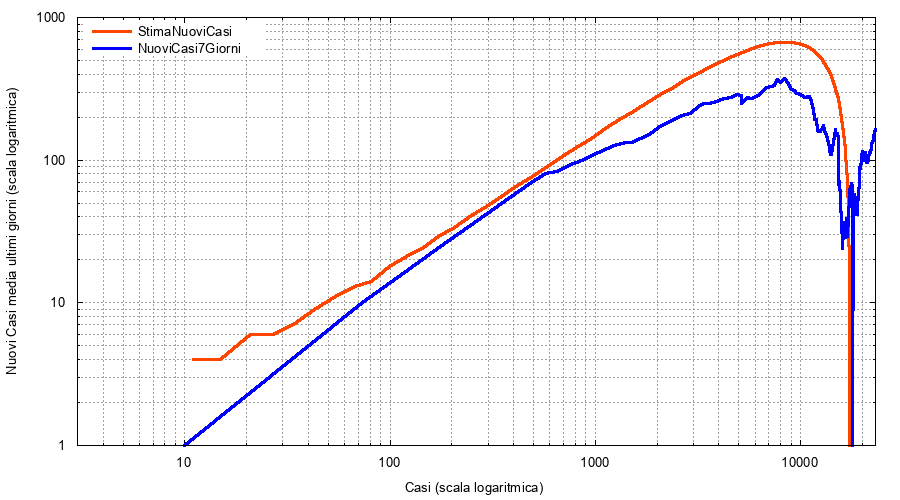 1000
StimaNuoviCasi
NuoviCasi7Giorni
100
10
1
Nuovi Casi media ultimi giorni (scala logaritmica)
10
100
1000
10000
Casi (scala logaritmica)